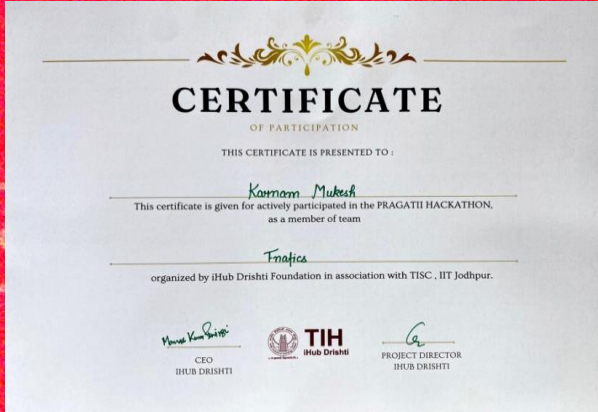 CERTIFICATE
OF PARTICIPATION
THIS CERTIFICATE IS PRESENTED TO :
Karnam Mukesh
This certificate is given for actively participated in the PRAGATII HACKATHON,
as a member of team
Fnatics
organized by iHub Drishti Foundation in association with TISC , IIT Jodhpur.
TIH
iHub Drishti
CEO
IHUB DRISHTI
PROJECT DIRECTOR
IHUB DRISHTI